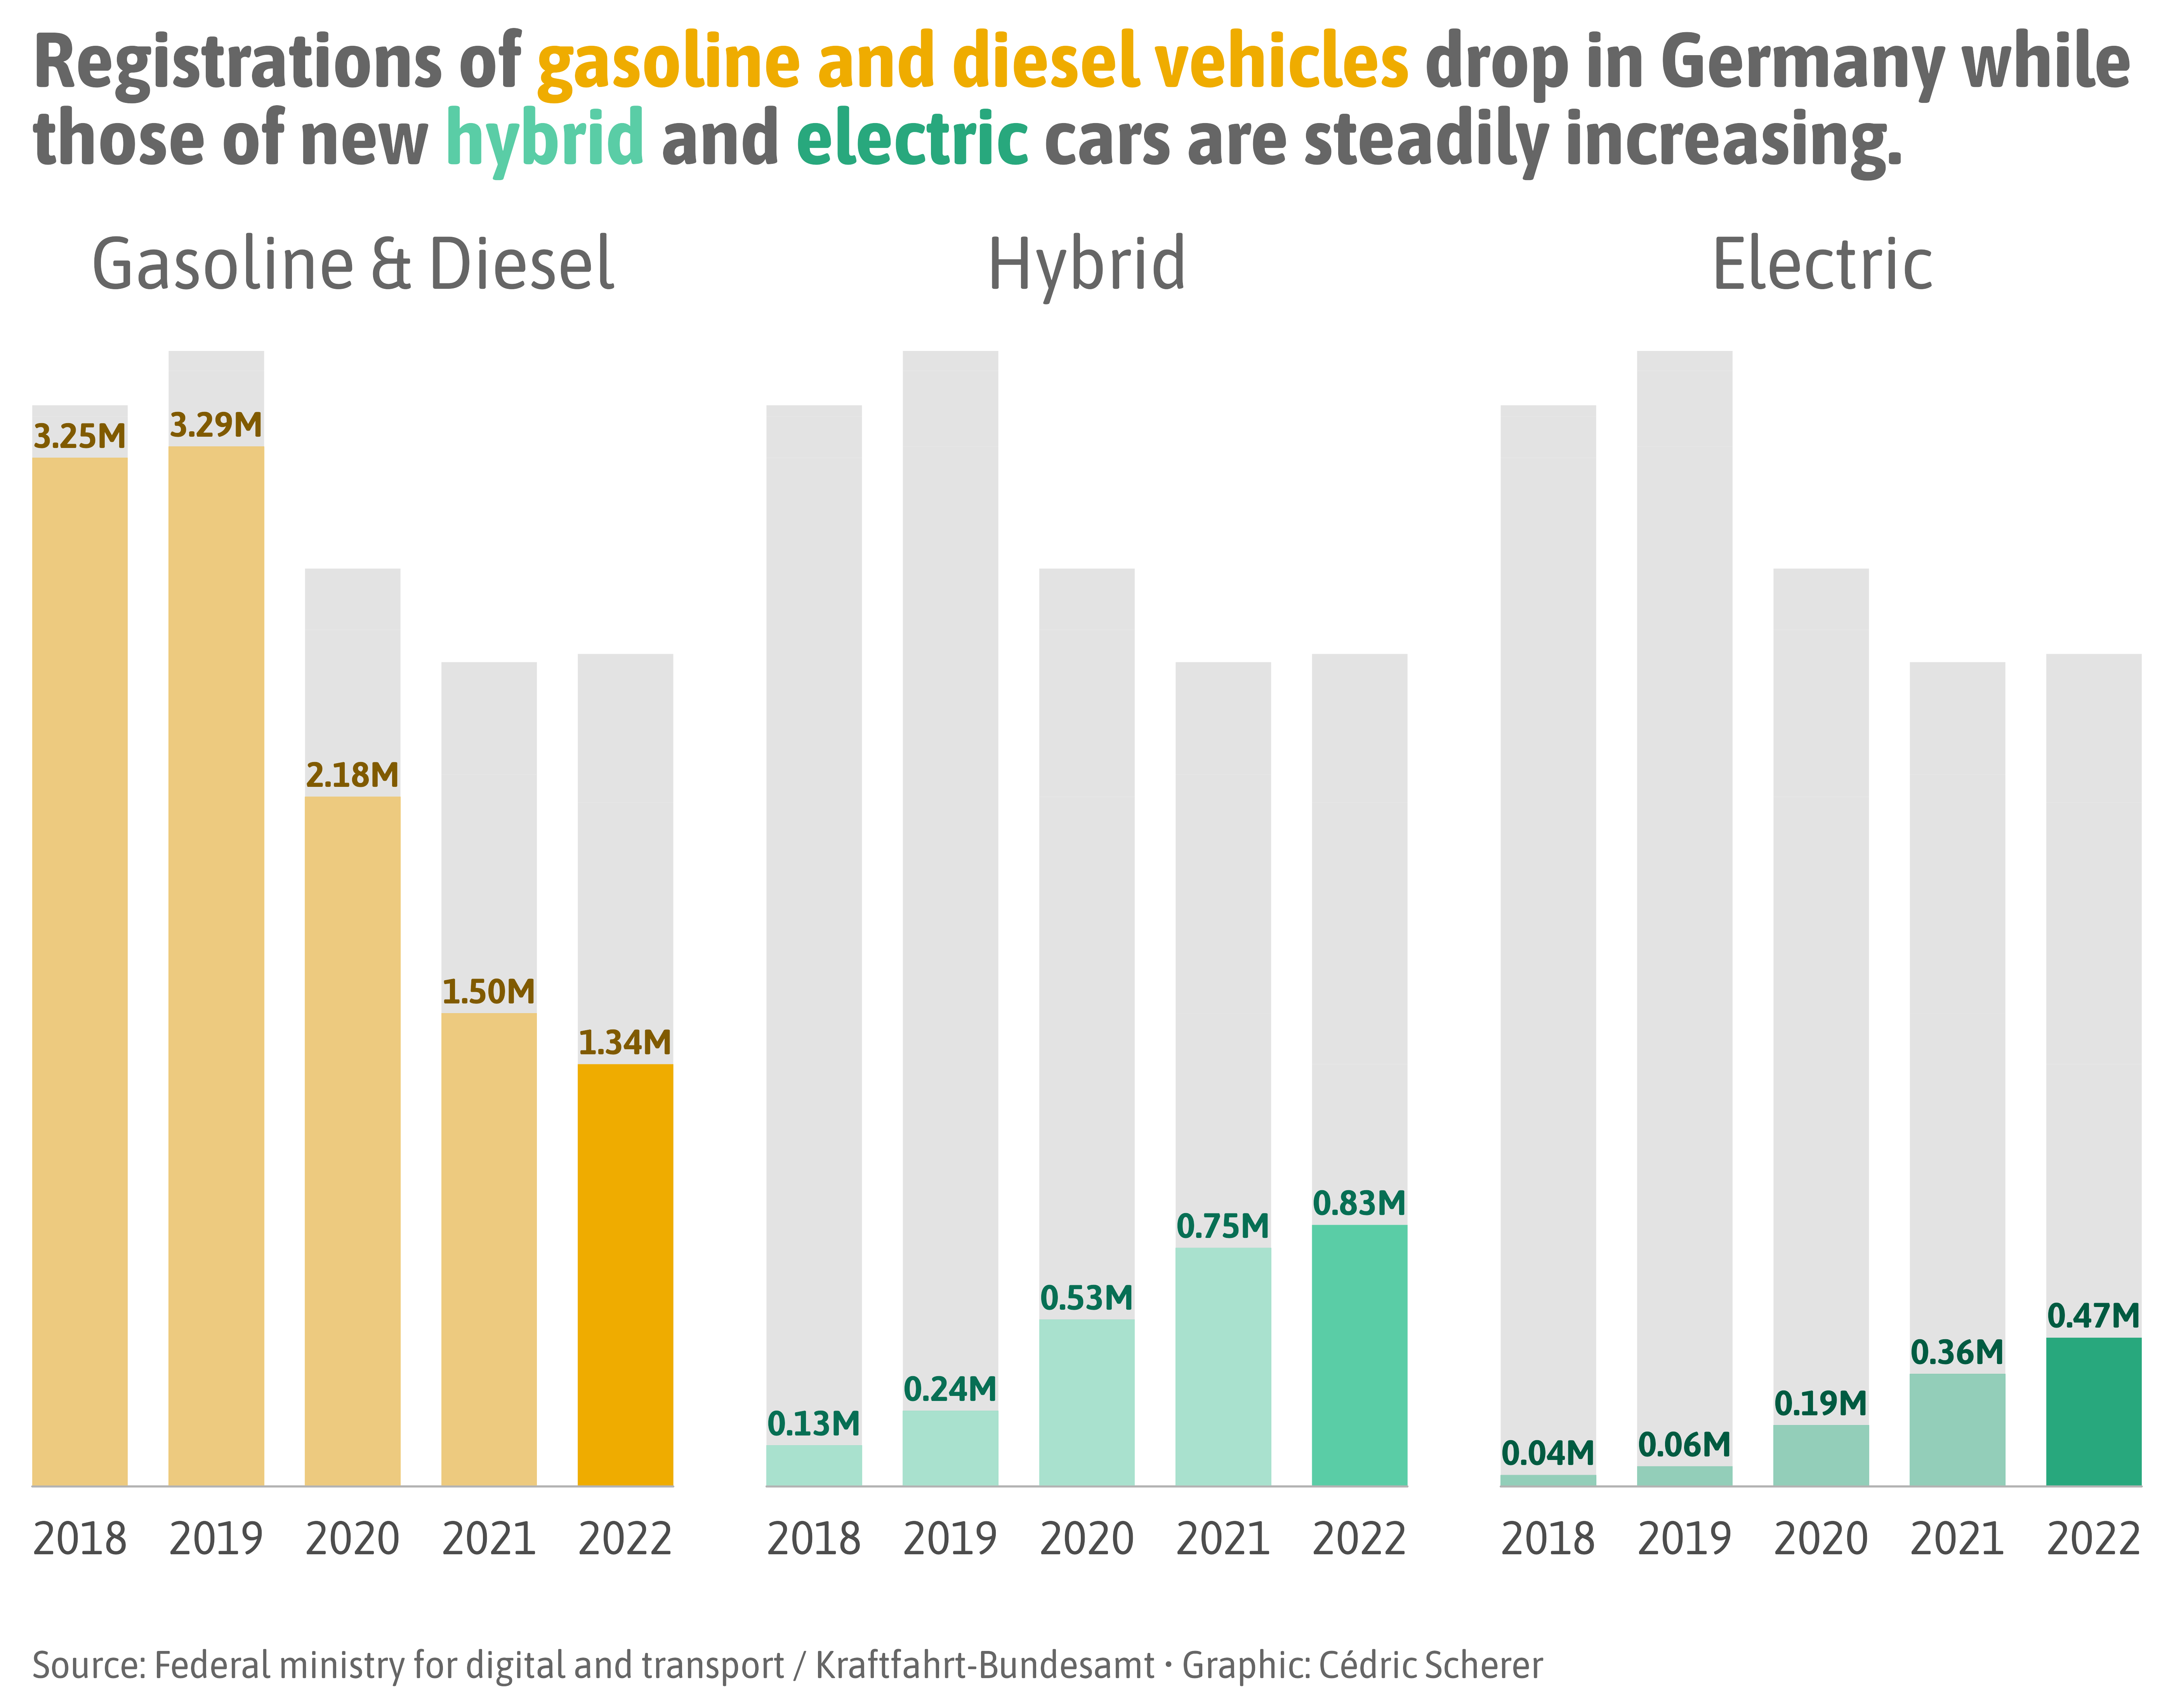 Registrations of gasoline and diesel vehicles drop in Germany while
those of new hybrid and electric cars are steadily increasing.
Gasoline & Diesel
3.25M
3.29M
2.18M
1.50M
1.34M
2018 2019 2020 2021 2022
Hybrid
0.13M
0.24M
0.53M
0.75M
0.83M
2018 2019 2020 2021 2022
Electric
0.04M
0.06M
0.19M
0.36M
0.47M
2018 2019 2020 2021 2022
Source: Federal ministry for digital and transport / Kraftfahrt-Bundesamt • Graphic: Cédric Scherer